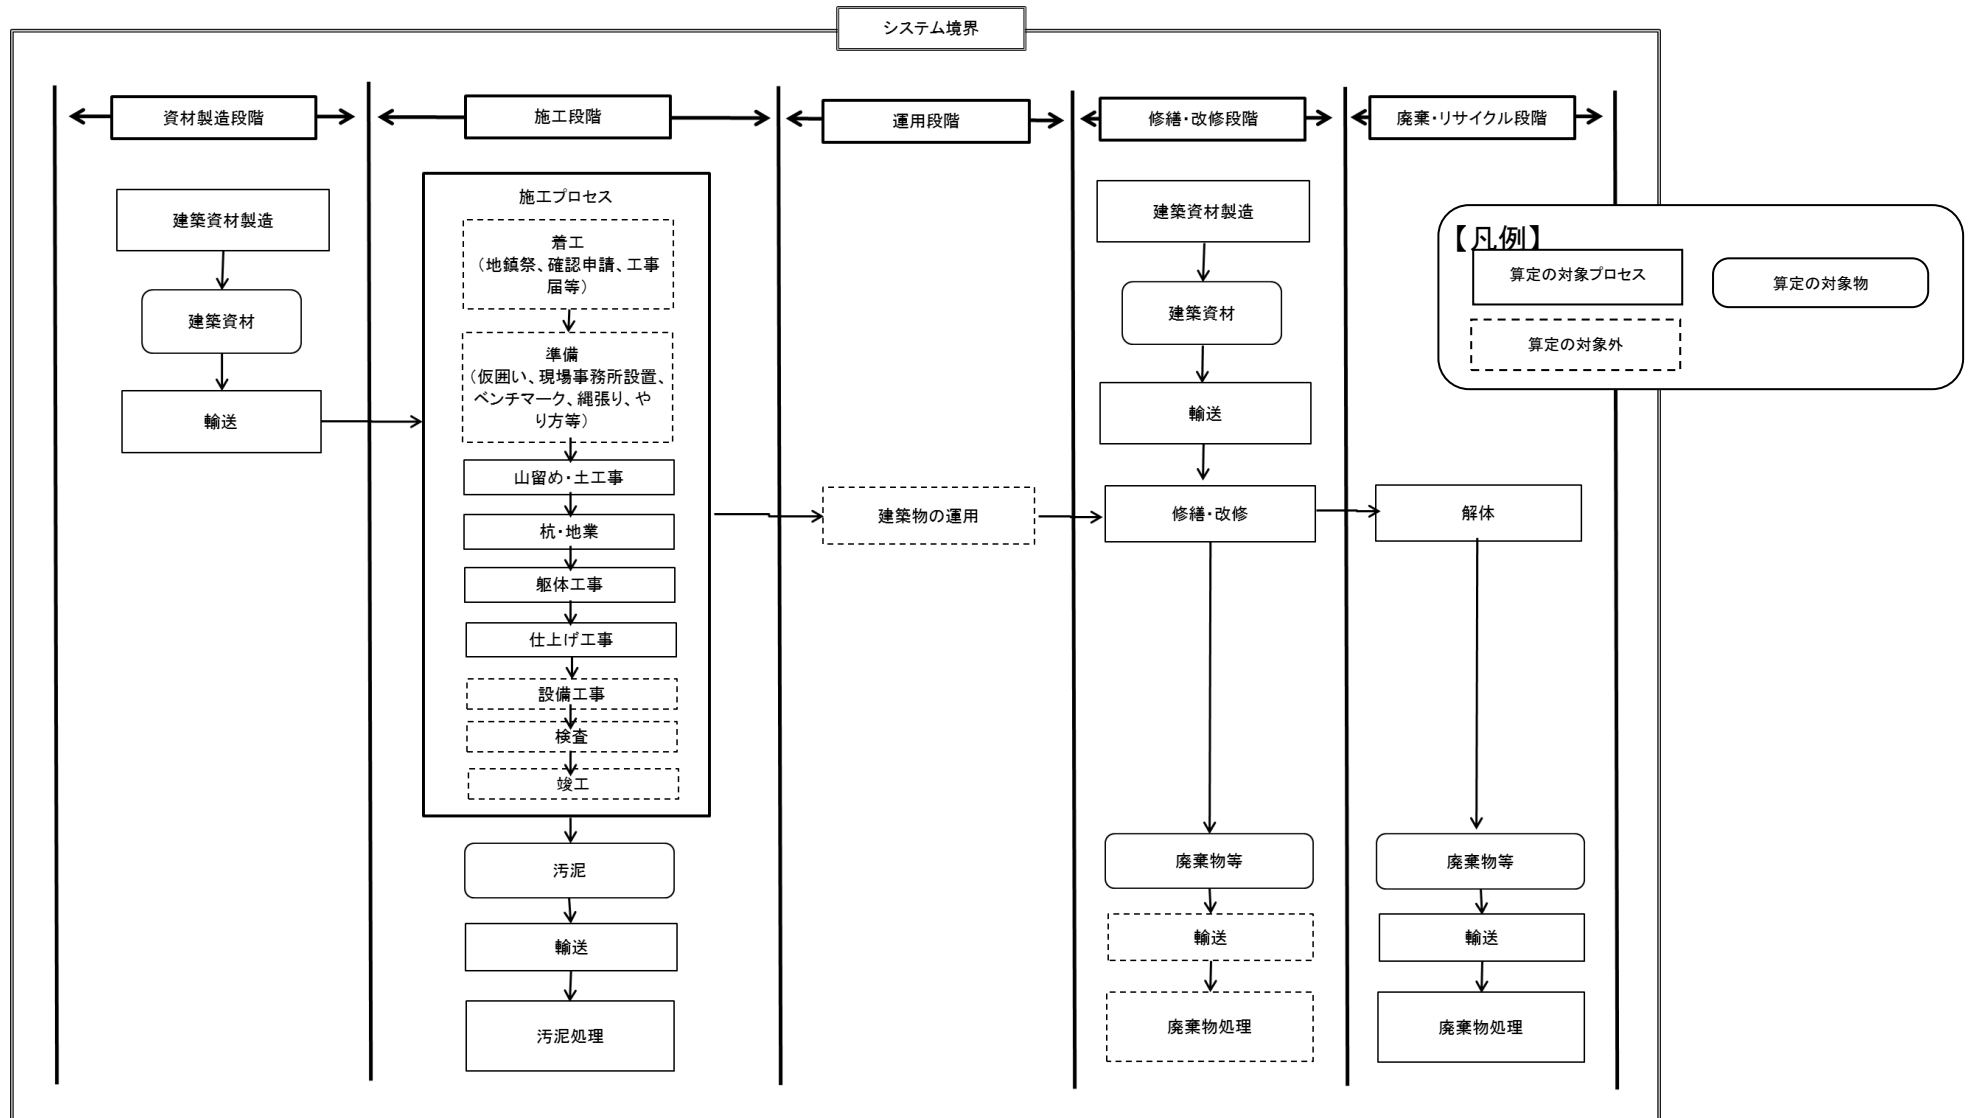 システム境界
資材製造段階
施工段階
運用段階
修繕・改修段階
廃棄・リサイクル段階
建築資材製造
建築資材
輸送
施工プロセス
着工
（地鎮祭、確認申請、工事
届等）
準備
（仮囲い、現場事務所設置、
ベンチマーク、縄張り、や
り方等）
山留め・土工事
杭・地業
躯体工事
仕上げ工事
設備工事
検査
竣工
汚泥
輸送
汚泥処理
建築物の運用
建築資材製造
建築資材
輸送
修繕・改修
廃棄物等
輸送
廃棄物処理
解体
廃棄物等
輸送
廃棄物処理
【凡例】
算定の対象プロセス
算定の対象物
算定の対象外